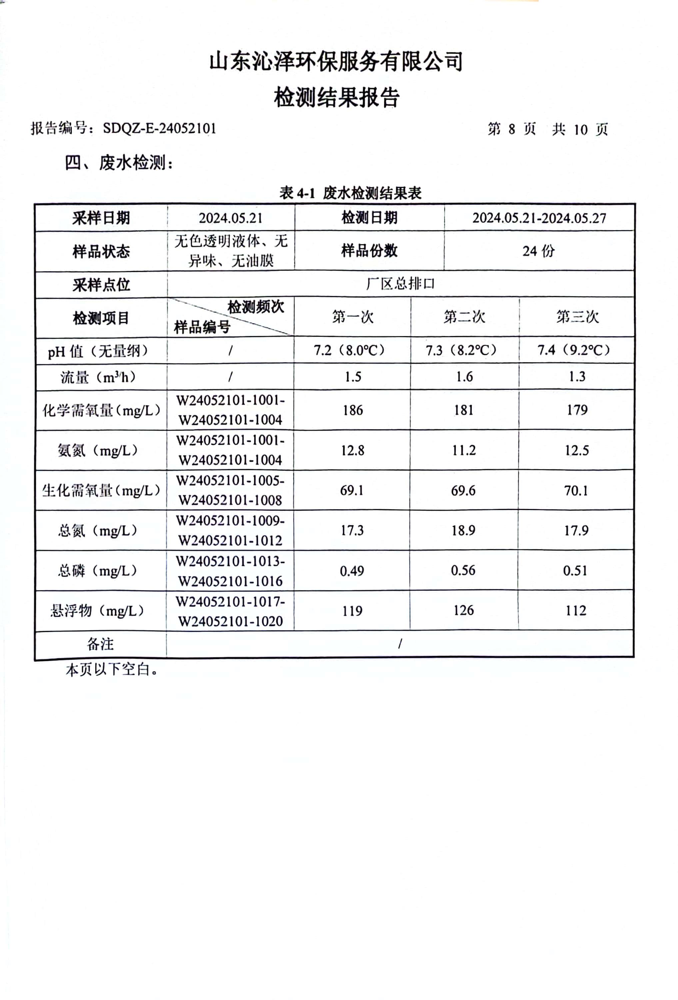 山东沁泽环保服务有限公司
检测结果报告
报告编号：SDQZ-E-24052101 第 8 页 共 10 页
四、废水检测：
表 4-1 废水检测结果表
采样日期 2024.05.21 检测日期 2024.05.21-2024.05.27
样品状态 无色透明液体、无异味、无油膜 样品份数 24 份
采样点位 厂区总排口
检测项目 检测频次 样品编号 第一次 第二次 第三次
pH 值（无量纲） / 7.2（8.0℃） 7.3（8.2℃） 7.4（9.2℃）
流量（m³/h） / 1.5 1.6 1.3
化学需氧量（mg/L） W24052101-1001-W24052101-1004 186 181 179
氨氮（mg/L） W24052101-1001-W24052101-1004 12.8 11.2 12.5
生化需氧量（mg/L） W24052101-1005-W24052101-1008 69.1 69.6 70.1
总氮（mg/L） W24052101-1009-W24052101-1012 17.3 18.9 17.9
总磷（mg/L） W24052101-1013-W24052101-1016 0.49 0.56 0.51
悬浮物（mg/L） W24052101-1017-W24052101-1020 119 126 112
备注 /
本页以下空白。